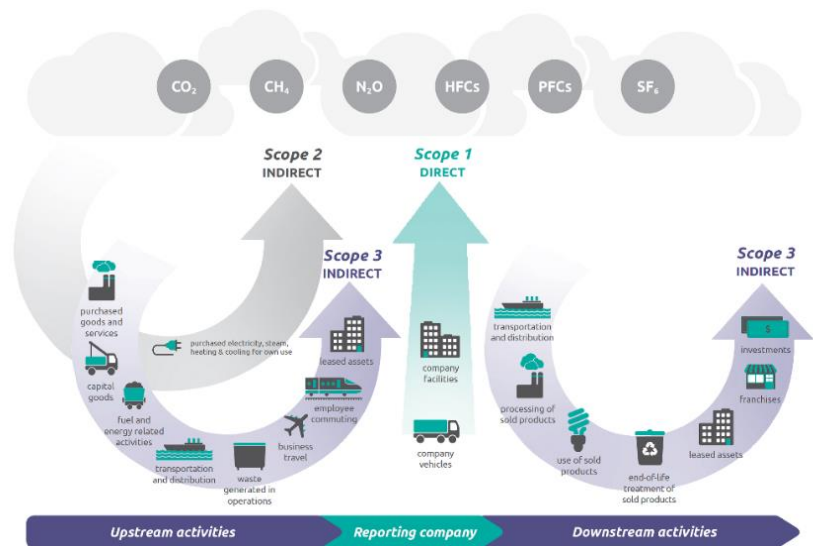 CO₂
CH₄
N₂O
HFCs
PFCs
SF₆
Scope 2
INDIRECT
Scope 1
DIRECT
Scope 3
INDIRECT
Scope 3
INDIRECT
purchased
goods and
services
capital
goods
fuel and
energy related
activities
transportation
and distribution
waste
generated in
operations
business
travel
employee
commuting
leased assets
purchased electricity, steam,
heating & cooling for own use
company
facilities
company
vehicles
transportation
and distribution
processing of
sold products
use of sold
products
end-of-life
treatment of
sold products
leased assets
franchises
investments
$
Upstream activities
Reporting company
Downstream activities